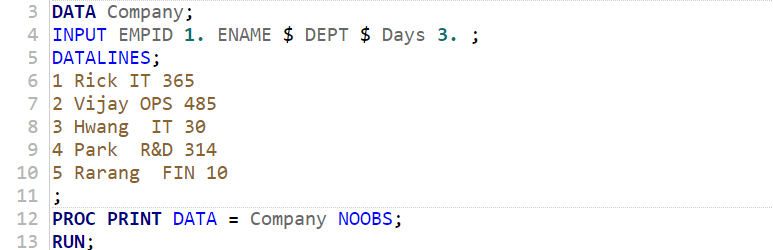 3 DATA Company;
4 INPUT EMPID 1. ENAME $ DEPT $ Days 3. ;
5 DATALINES;
6 1 Rick IT 365
7 2 Vijay OPS 485
8 3 Hwang  IT 30
9 4 Park  R&D 314
10 5 Rarang  FIN 10
11 ;
12 PROC PRINT DATA = Company NOOBS;
13 RUN;